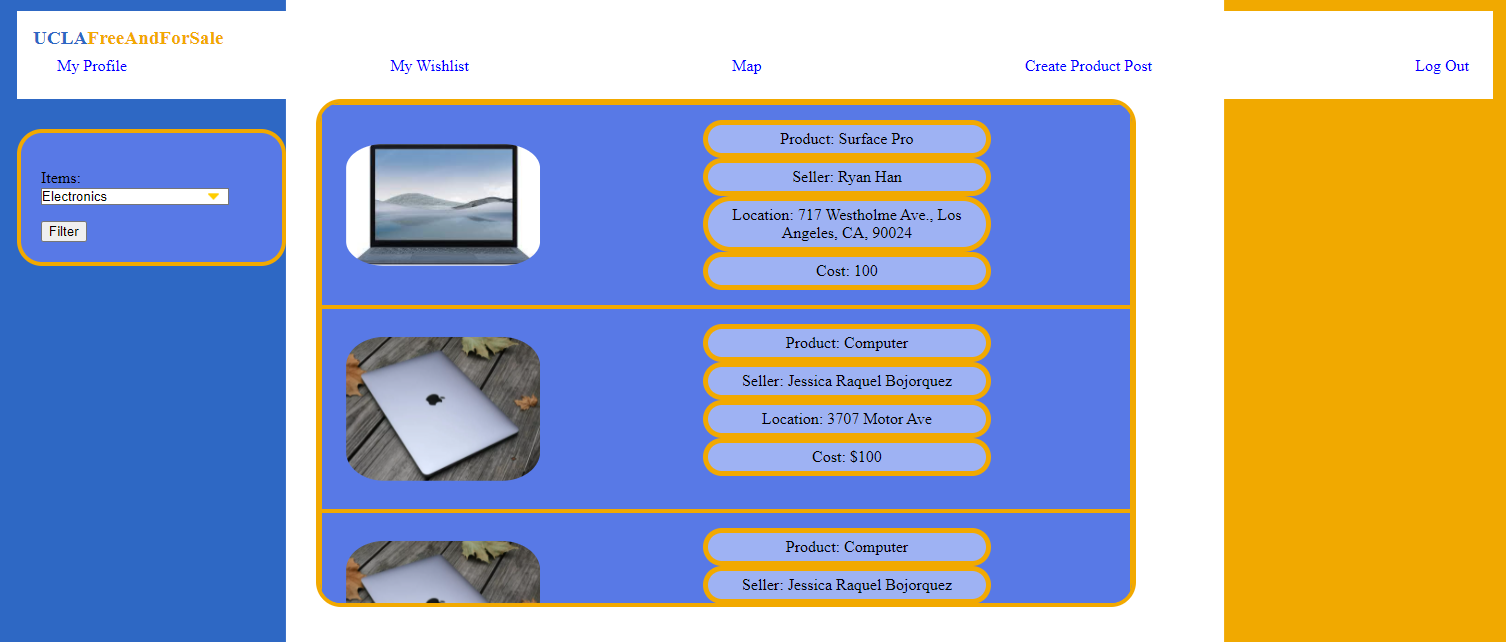 UCLAFreeAndForSale
My Profile
My Wishlist
Map
Create Product Post
Log Out
Items:
Electronics
Filter
Product: Surface Pro
Seller: Ryan Han
Location: 717 Westholme Ave., Los
Angeles, CA, 90024
Cost: 100
Product: Computer
Seller: Jessica Raquel Bojorquez
Location: 3707 Motor Ave
Cost: $100
Product: Computer
Seller: Jessica Raquel Bojorquez